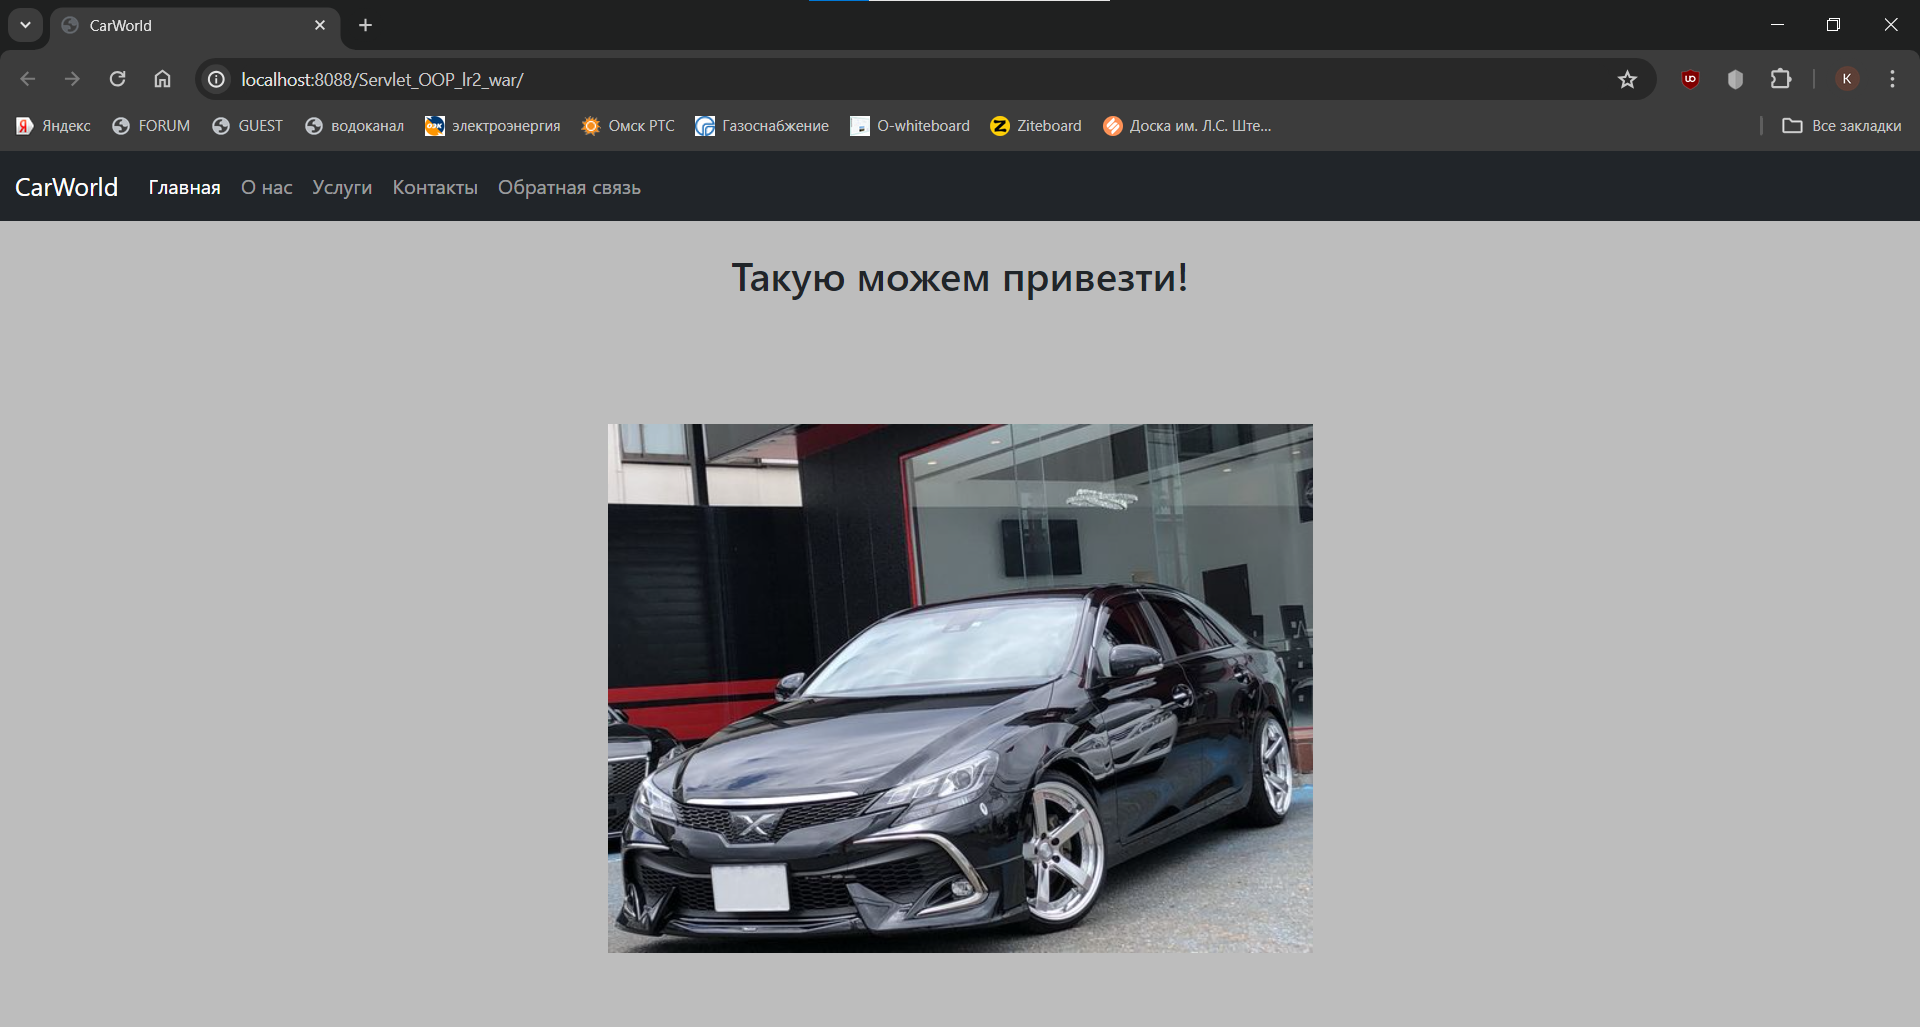 CarWorld
localhost:8088/Servlet_OOP_lr2_war/
K
Яндекс FORUM GUEST водоканал электроэнергия Омск РТС Газоснабжение O-whiteboard Ziteboard Доска им. Л.С. Ште... Все закладки
CarWorld Главная О нас Услуги Контакты Обратная связь
Такую можем привезти!